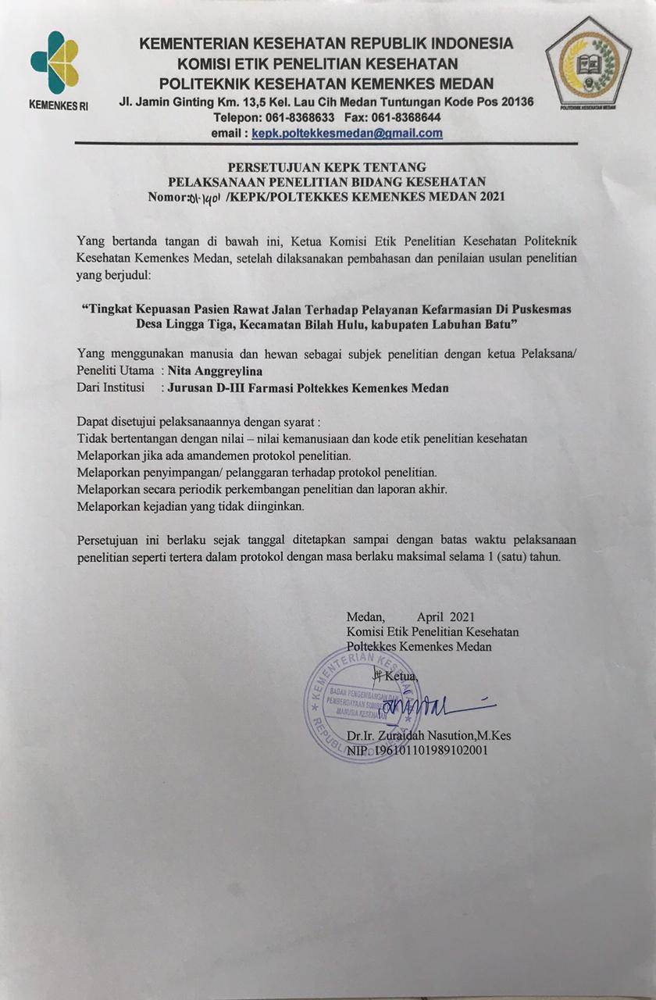 KEMENTERIAN KESEHATAN REPUBLIK INDONESIA
KOMISI ETIK PENELITIAN KESEHATAN
POLITEKNIK KESEHATAN KEMENKES MEDAN
KEMENKES RI
POLITEKNIK KESEHATAN MEDAN
Jl. Jamin Ginting Km. 13,5 Kel. Lau Cih Medan Tuntungan Kode Pos 20136
Telepon: 061-8368633 Fax: 061-8368644
email : kepk.poltekkesmedan@gmail.com
PERSETUJUAN KEPK TENTANG
PELAKSANAAN PENELITIAN BIDANG KESEHATAN
Nomor: /KEPK/POLTEKKES KEMENKES MEDAN 2021
Yang bertanda tangan di bawah ini, Ketua Komisi Etik Penelitian Kesehatan Politeknik
Kesehatan Kemenkes Medan, setelah dilaksanakan pembahasan dan penilaian usulan penelitian
yang berjudul:
“Tingkat Kepuasan Pasien Rawat Jalan Terhadap Pelayanan Kefarmasian Di Puskesmas
Desa Lingga Tiga, Kecamatan Bilah Hulu, kabupaten Labuhan Batu”
Yang menggunakan manusia dan hewan sebagai subjek penelitian dengan ketua Pelaksana/
Peneliti Utama : Nita Anggreylina
Dari Institusi : Jurusan D-III Farmasi Poltekkes Kemenkes Medan
Dapat disetujui pelaksanaannya dengan syarat :
Tidak bertentangan dengan nilai – nilai kemanusiaan dan kode etik penelitian kesehatan
Melaporkan jika ada amandemen protokol penelitian.
Melaporkan penyimpangan/ pelanggaran terhadap protokol penelitian.
Melaporkan secara periodik perkembangan penelitian dan laporan akhir.
Melaporkan kejadian yang tidak diinginkan.
Persetujuan ini berlaku sejak tanggal ditetapkan sampai dengan batas waktu pelaksanaan
penelitian seperti tertera dalam protokol dengan masa berlaku maksimal selama 1 (satu) tahun.
Medan, April 2021
Komisi Etik Penelitian Kesehatan
Poltekkes Kemenkes Medan
Ketua,
KEMENTERIAN KESEHATAN
BADAN PENGEMBANGAN DAN
PEMBERDAYAAN SUMBER
MANUSIA KESEHATAN
REPUBLIK INDONESIA
Dr.Ir. Zuraidah Nasution,M.Kes
NIP. 196101101989102001